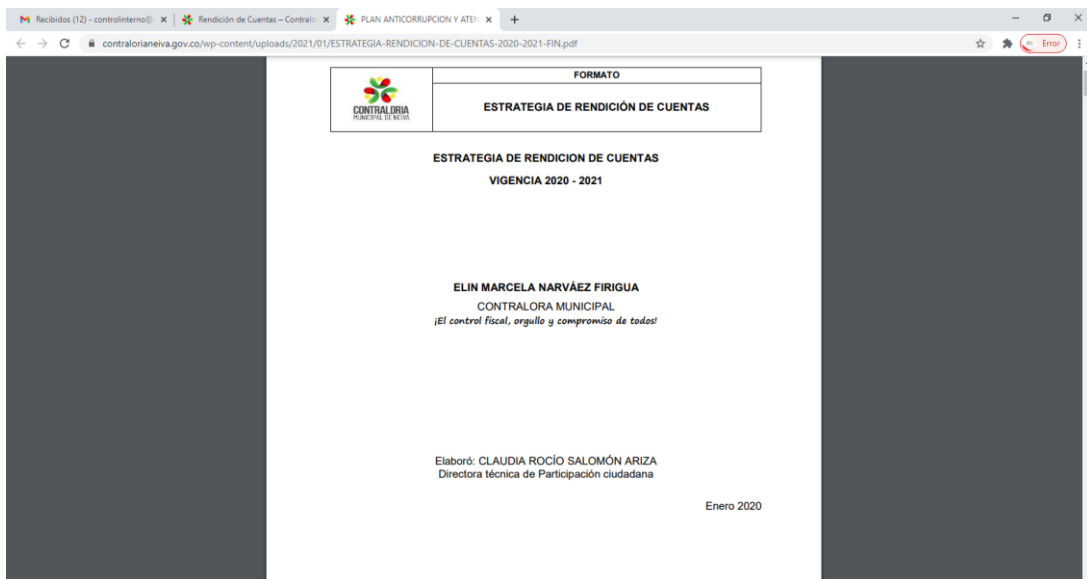 Recibidos (12) - controlinterno@
Rendición de Cuentas – Contralo
PLAN ANTICORRUPCION Y ATEN
contralorianeiva.gov.co/wp-content/uploads/2021/01/ESTRATEGIA-RENDICION-DE-CUENTAS-2020-2021-FIN.pdf
Error
CONTRALORIA
MUNICIPAL DE NEIVA
FORMATO
ESTRATEGIA DE RENDICIÓN DE CUENTAS
ESTRATEGIA DE RENDICION DE CUENTAS
VIGENCIA 2020 - 2021
ELIN MARCELA NARVÁEZ FIRIGUA
CONTRALORA MUNICIPAL
¡El control fiscal, orgullo y compromiso de todos!
Elaboró: CLAUDIA ROCÍO SALOMÓN ARIZA
Directora técnica de Participación ciudadana
Enero 2020